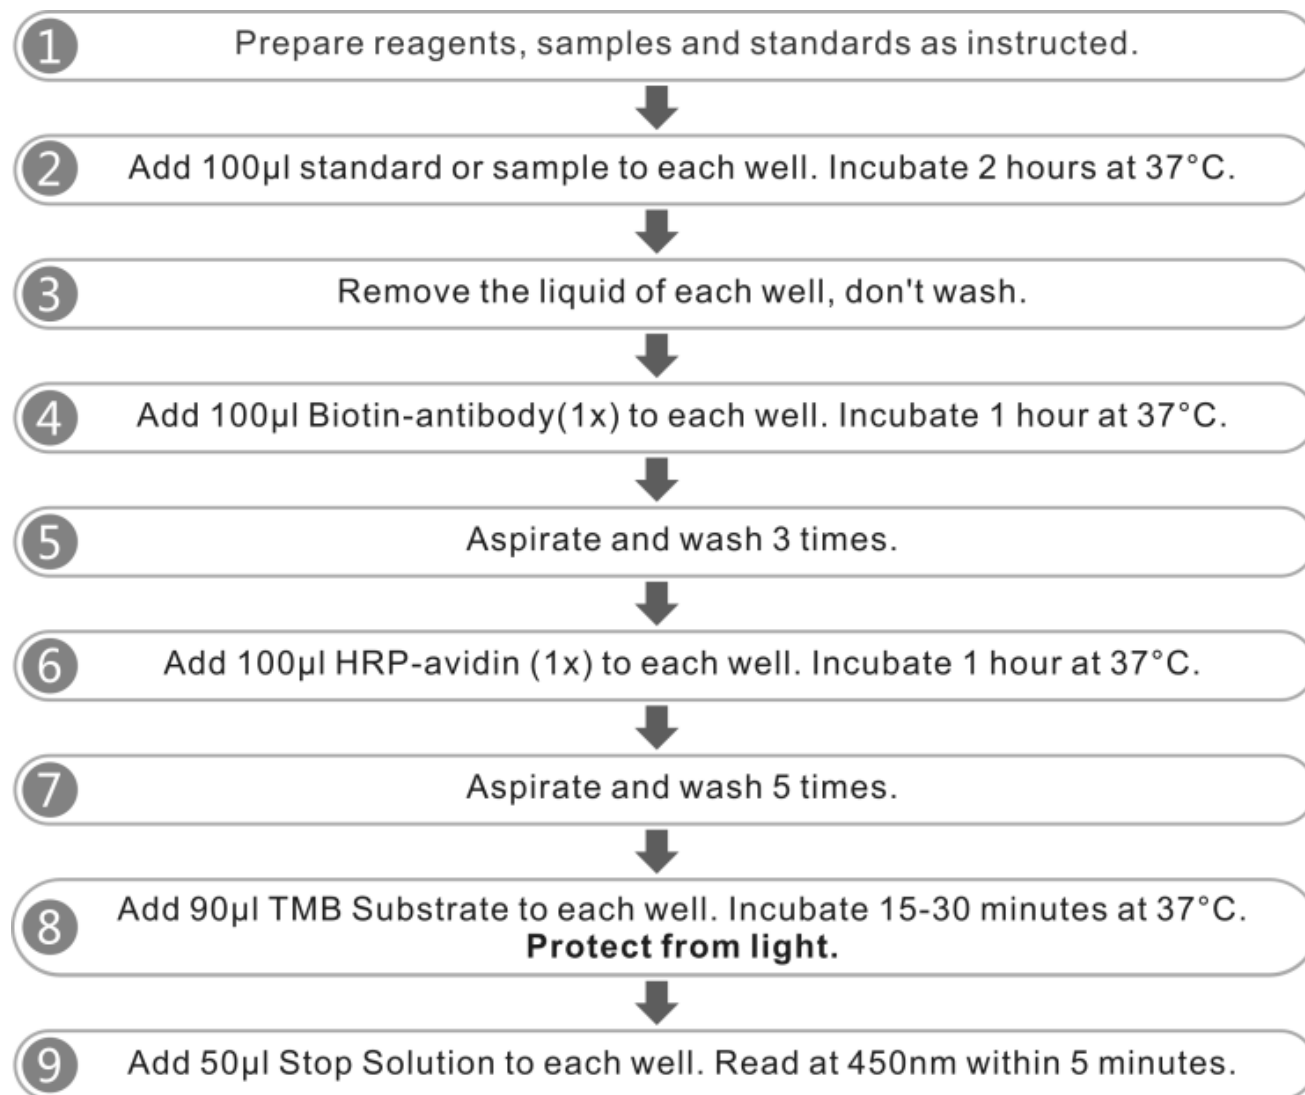 1 Prepare reagents, samples and standards as instructed.
2 Add 100µl standard or sample to each well. Incubate 2 hours at 37°C.
3 Remove the liquid of each well, don't wash.
4 Add 100µl Biotin-antibody(1x) to each well. Incubate 1 hour at 37°C.
5 Aspirate and wash 3 times.
6 Add 100µl HRP-avidin (1x) to each well. Incubate 1 hour at 37°C.
7 Aspirate and wash 5 times.
8 Add 90µl TMB Substrate to each well. Incubate 15-30 minutes at 37°C.
Protect from light.
9 Add 50µl Stop Solution to each well. Read at 450nm within 5 minutes.